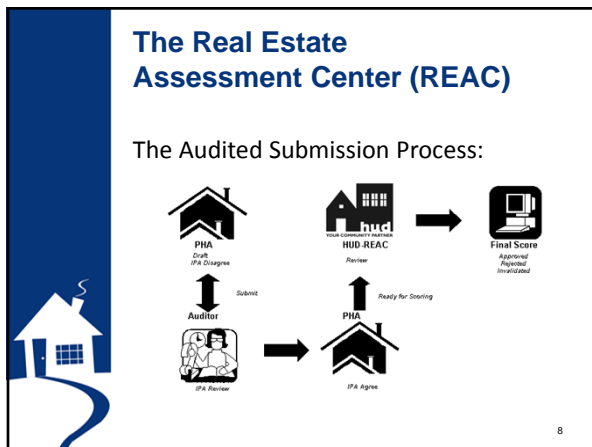 The Real Estate
Assessment Center (REAC)
The Audited Submission Process:
PHA
Draft
IPA Disagree
Submit
Auditor
IPA Review
PHA
IPA Agree
Ready for Scoring
hud
YOUR COMMUNITY PARTNER
HUD-REAC
Review
Final Score
Approved
Rejected
Invalidated
8